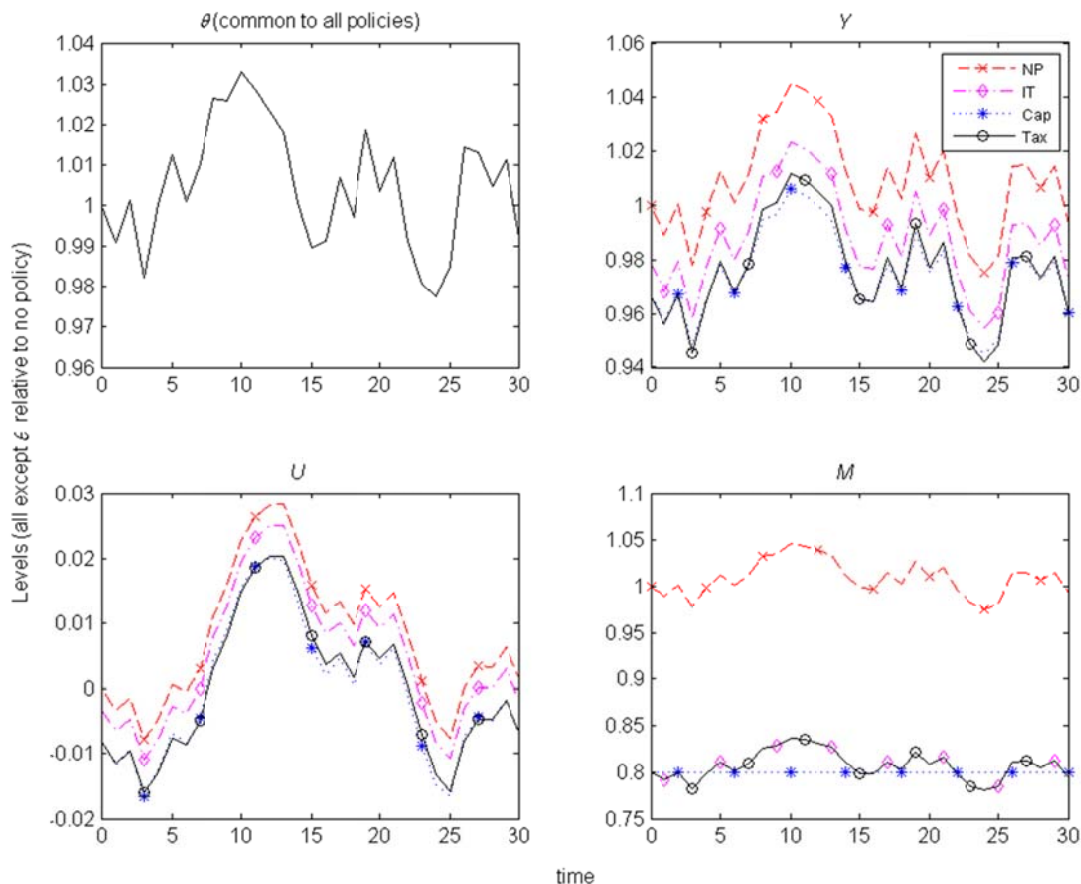 θ (common to all policies)
1.04
1.03
1.02
1.01
1
0.99
0.98
0.97
0.96
0 5 10 15 20 25 30
Y
1.06
1.04
1.02
1
0.98
0.96
0.94
0 5 10 15 20 25 30
NP
IT
Cap
Tax
Levels (all except θ relative to no policy)
U
0.03
0.02
0.01
0
-0.01
-0.02
0 5 10 15 20 25 30
M
1.1
1.05
1
0.95
0.9
0.85
0.8
0.75
0 5 10 15 20 25 30
time